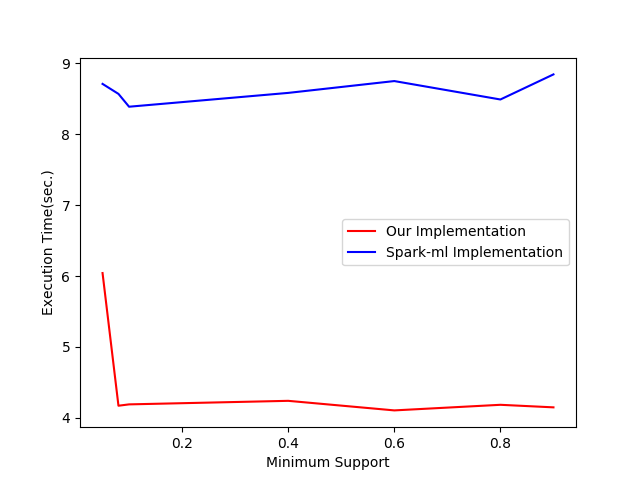 9
8
7
6
5
4
Execution Time(sec.)
Our Implementation
Spark-ml Implementation
0.2 0.4 0.6 0.8
Minimum Support